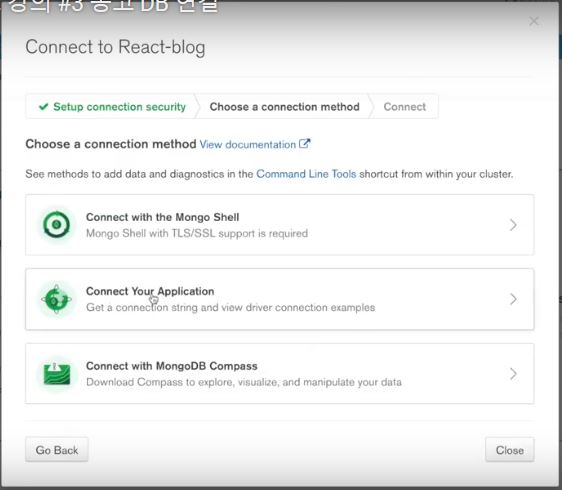 강의 #3 몽고 DB 연결
×
Connect to React-blog
✔ Setup connection security
Choose a connection method
Connect
Choose a connection method View documentation
See methods to add data and diagnostics in the Command Line Tools shortcut from within your cluster.
Connect with the Mongo Shell
Mongo Shell with TLS/SSL support is required
Connect Your Application
Get a connection string and view driver connection examples
Connect with MongoDB Compass
Download Compass to explore, visualize, and manipulate your data
Go Back
Close